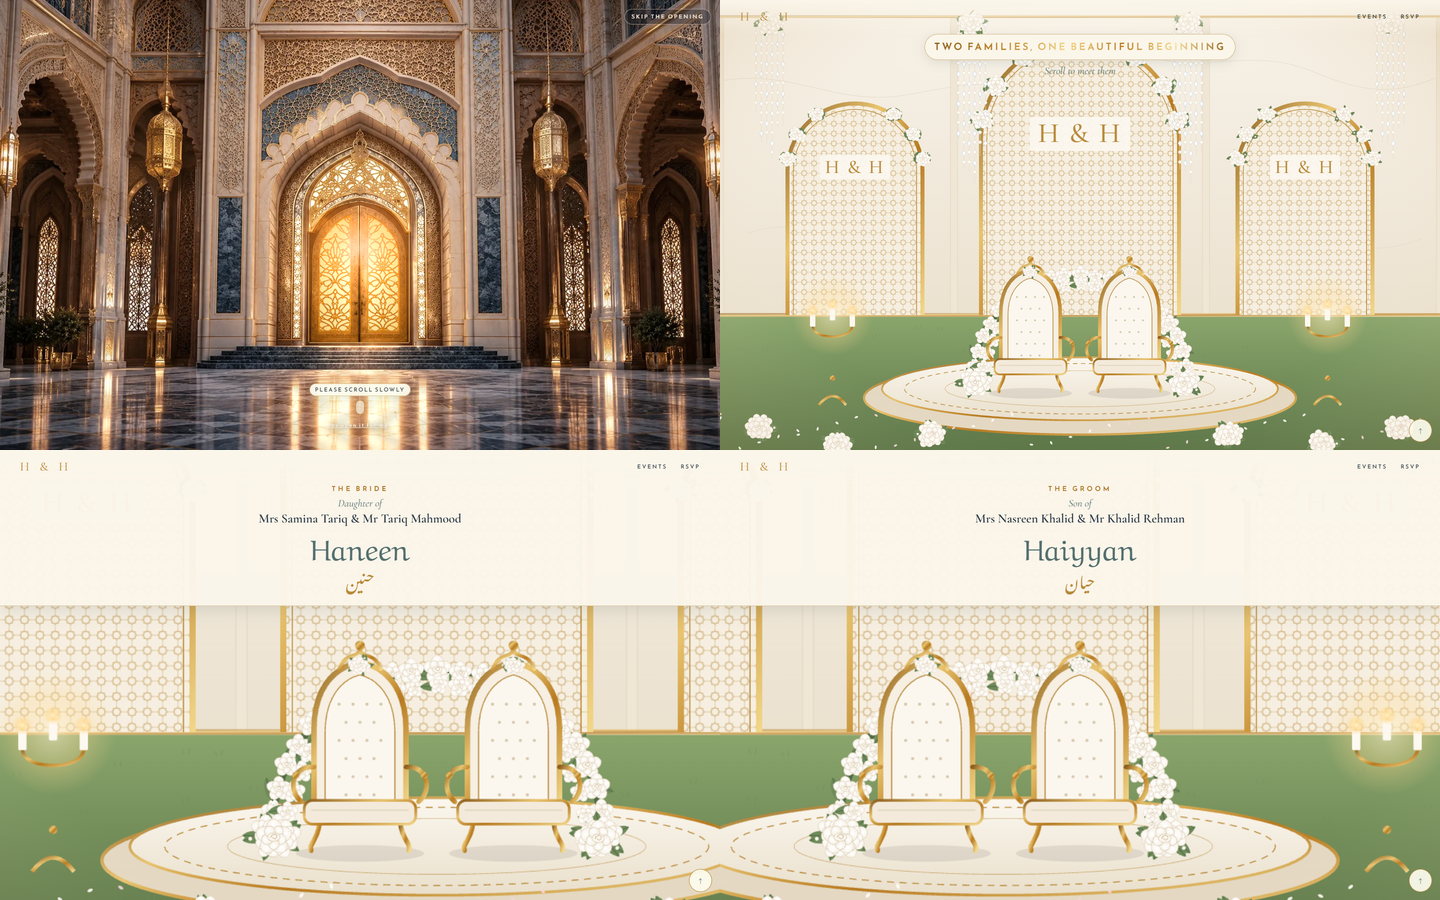 SKIP THE OPENING
PLEASE SCROLL SLOWLY
H & H
EVENTS RSVP
TWO FAMILIES, ONE BEAUTIFUL BEGINNING
Scroll to meet them
H & H
H & H
H & H
↑
H & H
EVENTS RSVP
THE BRIDE
Daughter of
Mrs Samina Tariq & Mr Tariq Mahmood
Haneen
حنین
↑
H & H
EVENTS RSVP
THE GROOM
Son of
Mrs Nasreen Khalid & Mr Khalid Rehman
Haiyyan
حیان
↑